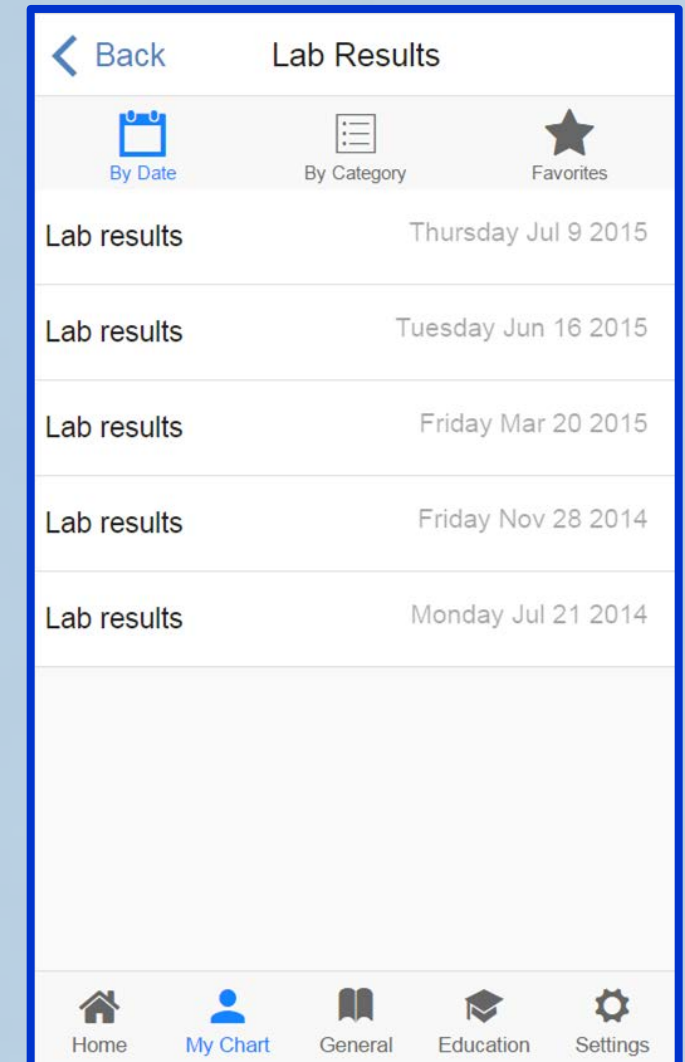 Back Lab Results
By Date By Category Favorites
Lab results Thursday Jul 9 2015
Lab results Tuesday Jun 16 2015
Lab results Friday Mar 20 2015
Lab results Friday Nov 28 2014
Lab results Monday Jul 21 2014
Home My Chart General Education Settings